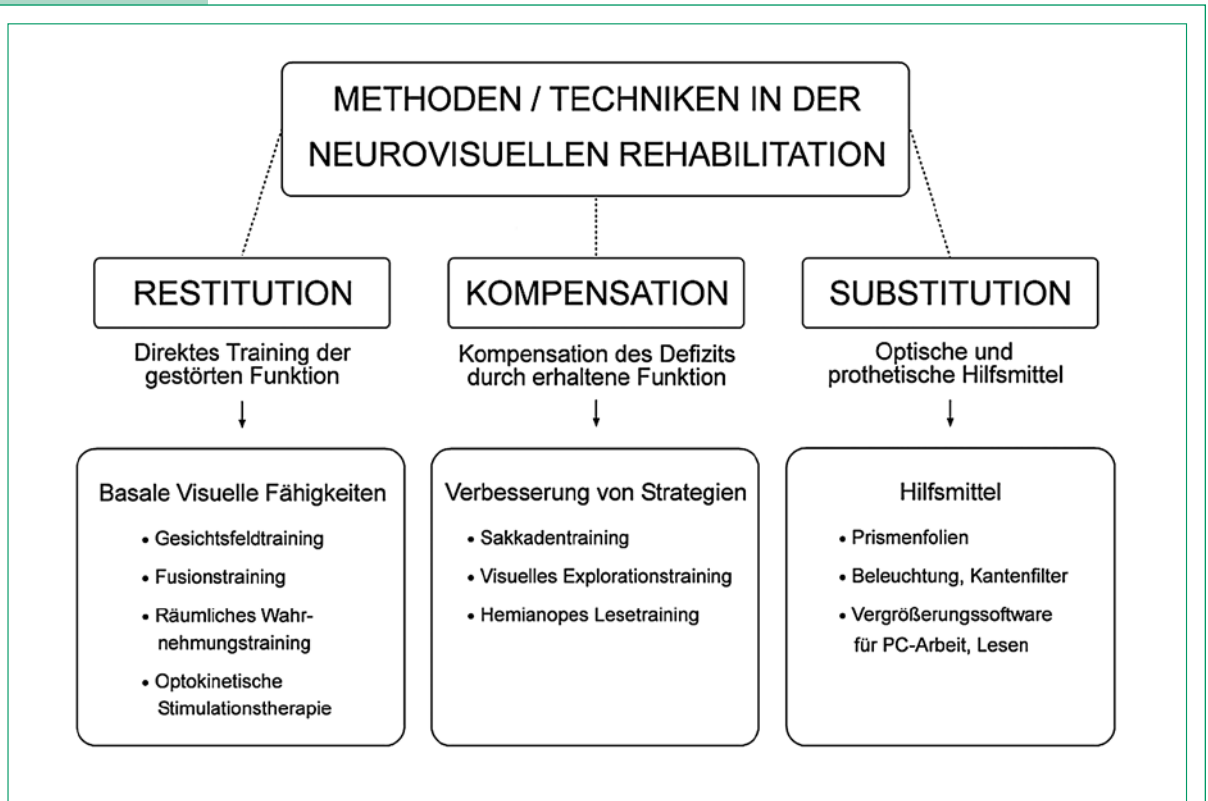 METHODEN / TECHNIKEN IN DER
NEUROVISUELLEN REHABILITATION
RESTITUTION
Direktes Training der
gestörten Funktion
Basale Visuelle Fähigkeiten
• Gesichtsfeldtraining
• Fusionstraining
• Räumliches Wahr-
nehmungstraining
• Optokinetische
Stimulationstherapie
KOMPENSATION
Kompensation des Defizits
durch erhaltene Funktion
Verbesserung von Strategien
• Sakkadentraining
• Visuelles Explorationstraining
• Hemianopes Lesetraining
SUBSTITUTION
Optische und
prothetische Hilfsmittel
Hilfsmittel
• Prismenfolien
• Beleuchtung, Kantenfilter
• Vergrößerungssoftware
für PC-Arbeit, Lesen